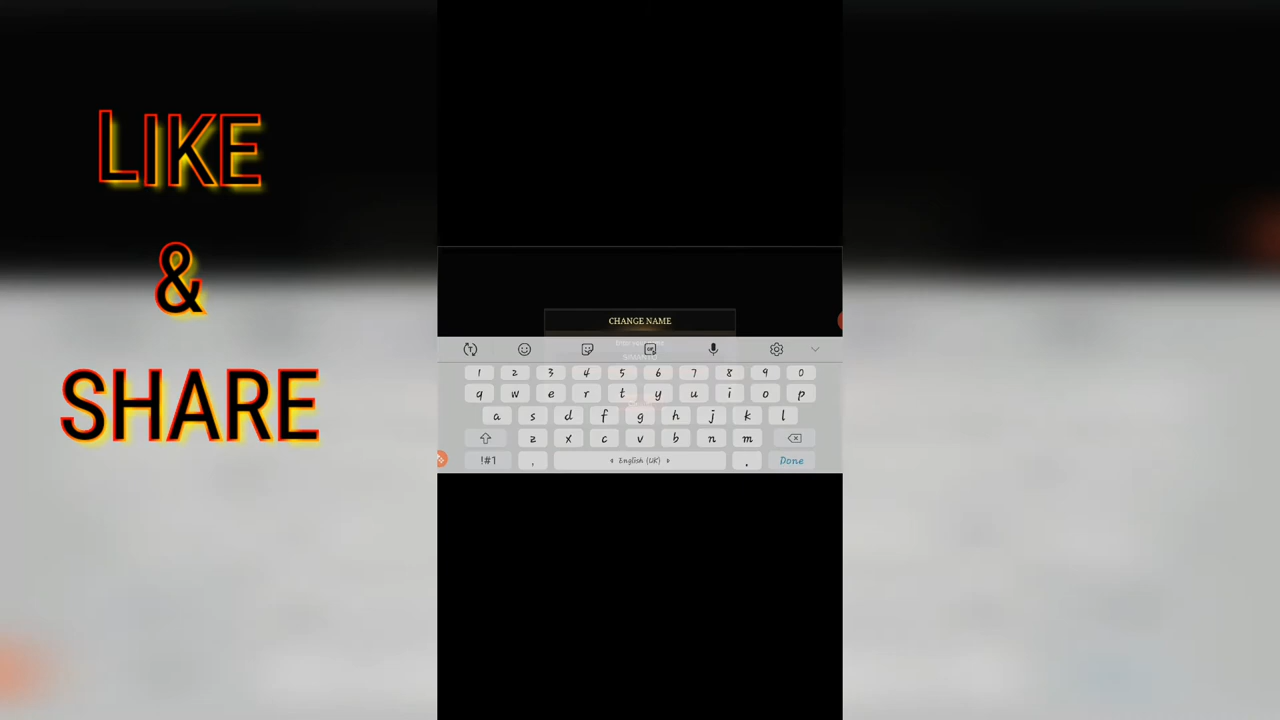 LIKE
&
SHARE
CHANGE NAME
1 2 3 4 5 6 7 8 9 0
q w e r t y u i o p
a s d f g h j k l
z x c v b n m
!#1 , English (UK) . Done